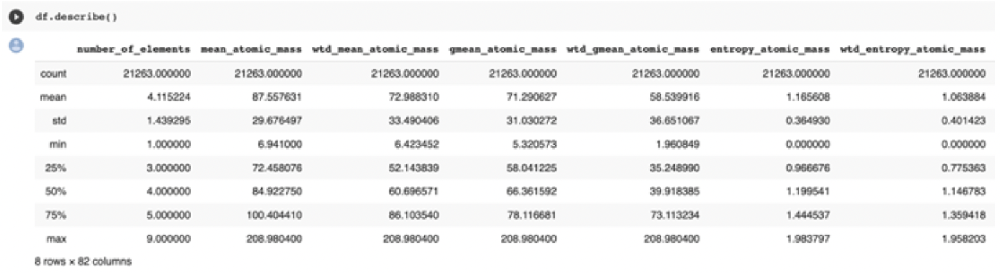 df.describe()
number_of_elements mean_atomic_mass wtd_mean_atomic_mass gmean_atomic_mass wtd_gmean_atomic_mass entropy_atomic_mass wtd_entropy_atomic_mass
count 21263.000000 21263.000000 21263.000000 21263.000000 21263.000000 21263.000000 21263.000000
mean 4.115224 87.557631 72.988310 71.290627 58.539916 1.165608 1.063884
std 1.439295 29.676497 33.490406 31.030272 36.651067 0.364930 0.401423
min 1.000000 6.941000 6.423452 5.320573 1.960849 0.000000 0.000000
25% 3.000000 72.458076 52.143839 58.041225 35.248990 0.966676 0.775363
50% 4.000000 84.922750 60.696571 66.361592 39.918385 1.199541 1.146783
75% 5.000000 100.404410 86.103540 78.116681 73.113234 1.444537 1.359418
max 9.000000 208.980400 208.980400 208.980400 208.980400 1.983797 1.958203
8 rows × 82 columns